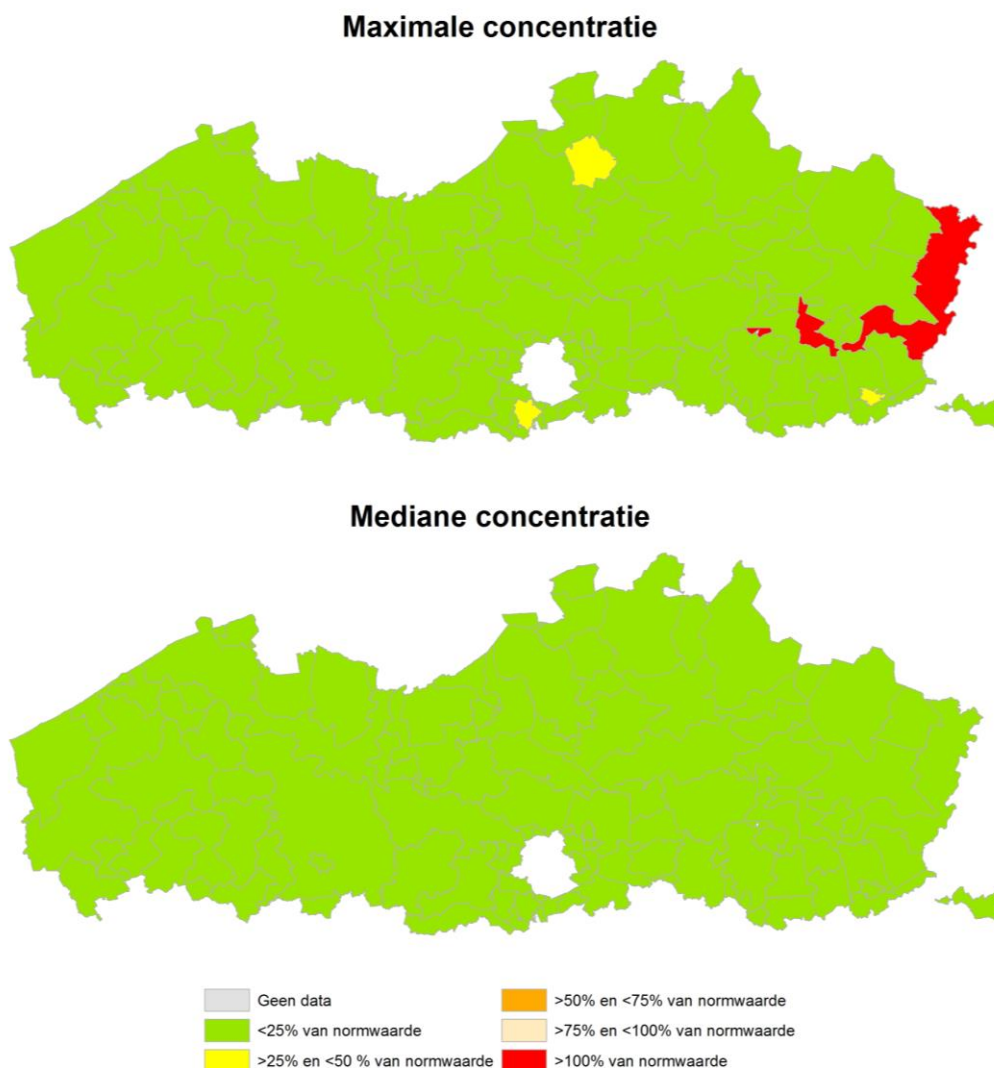 Maximale concentratie
Mediane concentratie
Geen data
<25% van normwaarde
>25% en <50 % van normwaarde
>50% en <75% van normwaarde
>75% en <100% van normwaarde
>100% van normwaarde